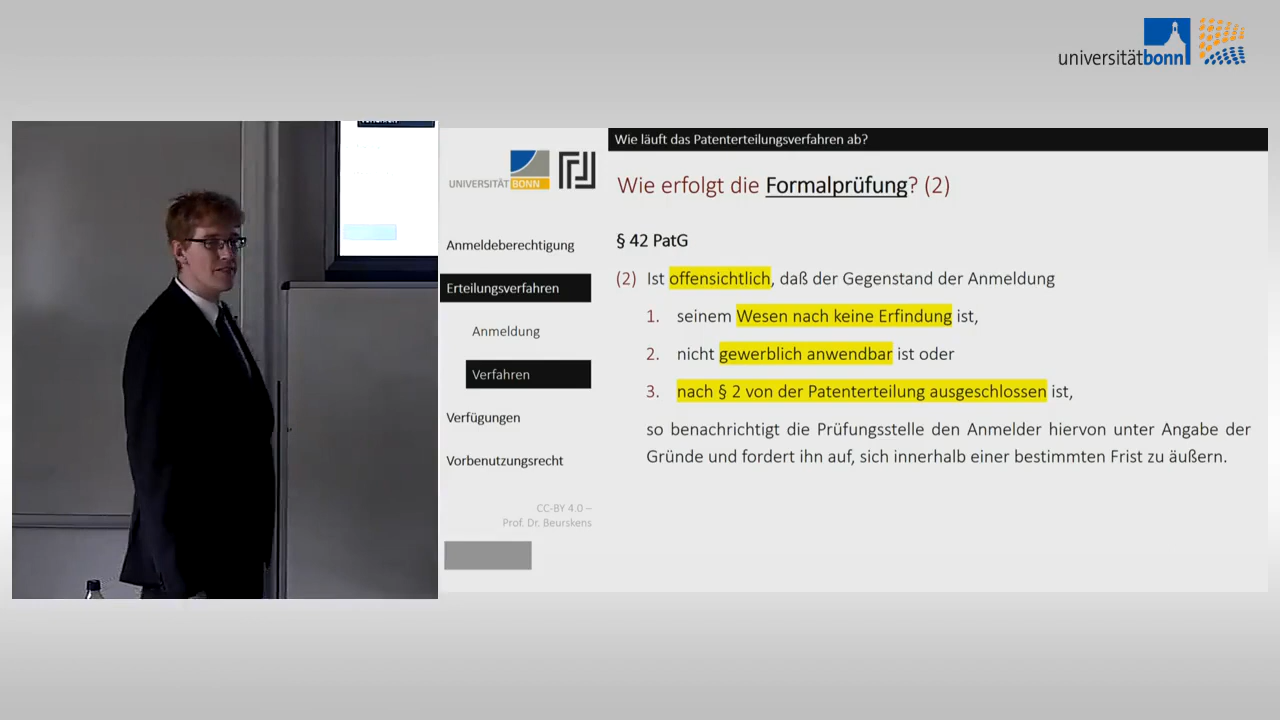 universitätbonn
Wie läuft das Patenterteilungsverfahren ab?
UNIVERSITÄT BONN
Wie erfolgt die Formalprüfung? (2)
Anmeldeberechtigung
Erteilungsverfahren
Anmeldung
Verfahren
Verfügungen
Vorbenutzungsrecht
CC-BY 4.0 –
Prof. Dr. Beurskens
§ 42 PatG
(2) Ist offensichtlich, daß der Gegenstand der Anmeldung
1. seinem Wesen nach keine Erfindung ist,
2. nicht gewerblich anwendbar ist oder
3. nach § 2 von der Patenterteilung ausgeschlossen ist,
so benachrichtigt die Prüfungsstelle den Anmelder hiervon unter Angabe der
Gründe und fordert ihn auf, sich innerhalb einer bestimmten Frist zu äußern.